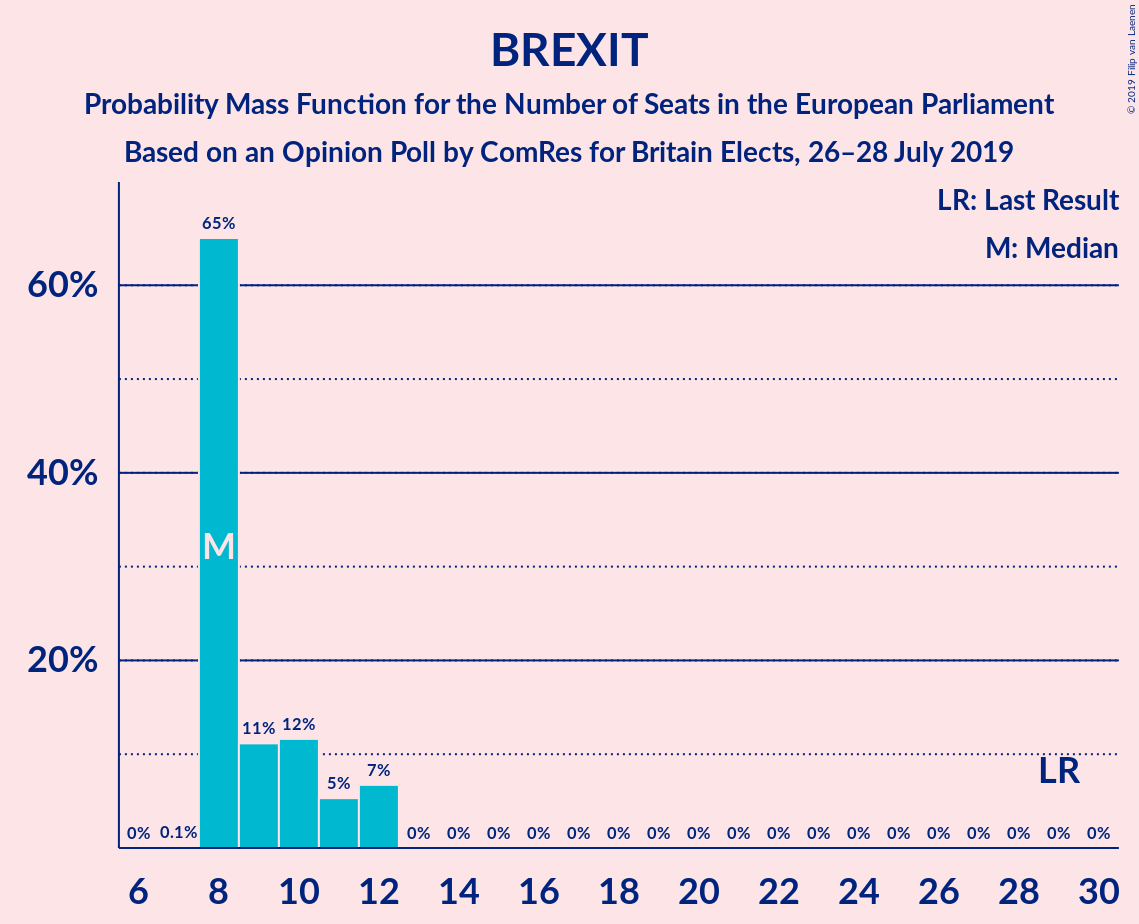 BREXIT
Probability Mass Function for the Number of Seats in the European Parliament
Based on an Opinion Poll by ComRes for Britain Elects, 26–28 July 2019
© 2019 Filip van Laenen
LR: Last Result
M: Median
65%
60%
40%
M
20%
11% 12%
7%
5%
LR
0% 0.1% 0% 0% 0% 0% 0% 0% 0% 0% 0% 0% 0% 0% 0% 0% 0% 0% 0% 0%
6 8 10 12 14 16 18 20 22 24 26 28 30